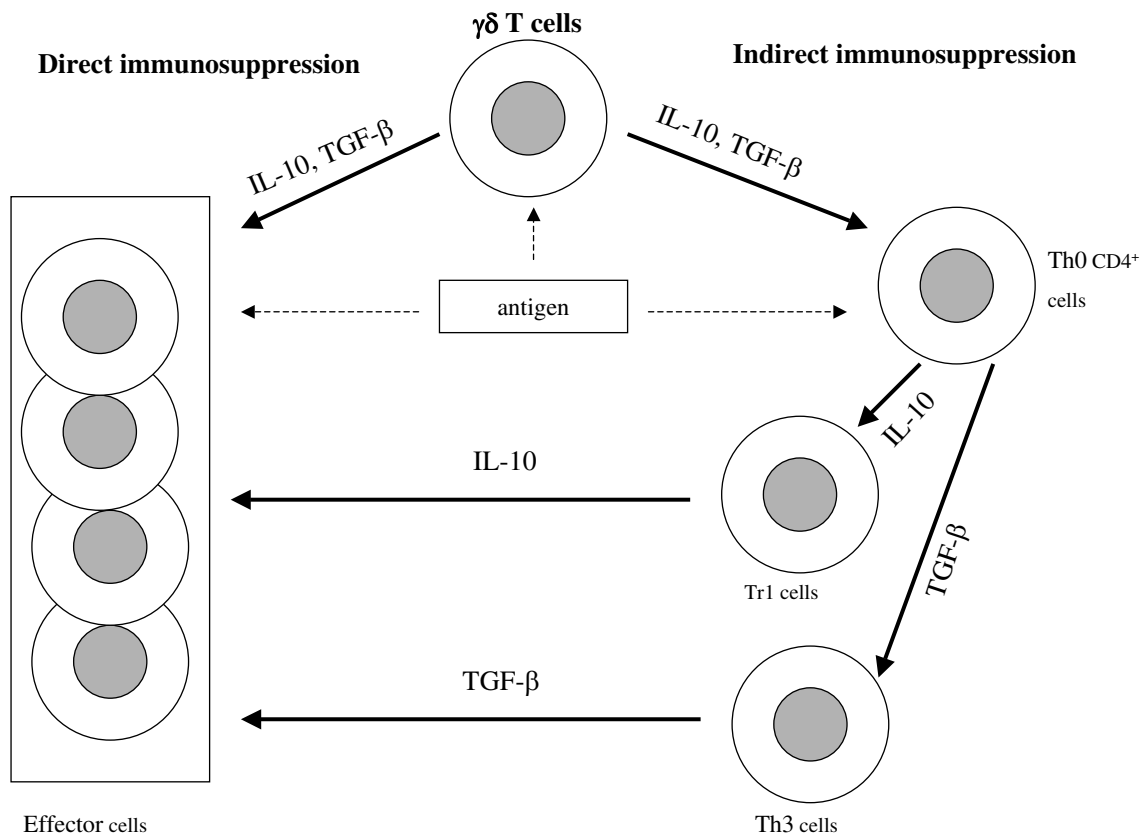 γδ T cells
Direct immunosuppression
Indirect immunosuppression
IL-10, TGF-β
IL-10, TGF-β
Th0 CD4⁺
cells
antigen
IL-10
IL-10
Tr1 cells
TGF-β
TGF-β
Effector cells
Th3 cells